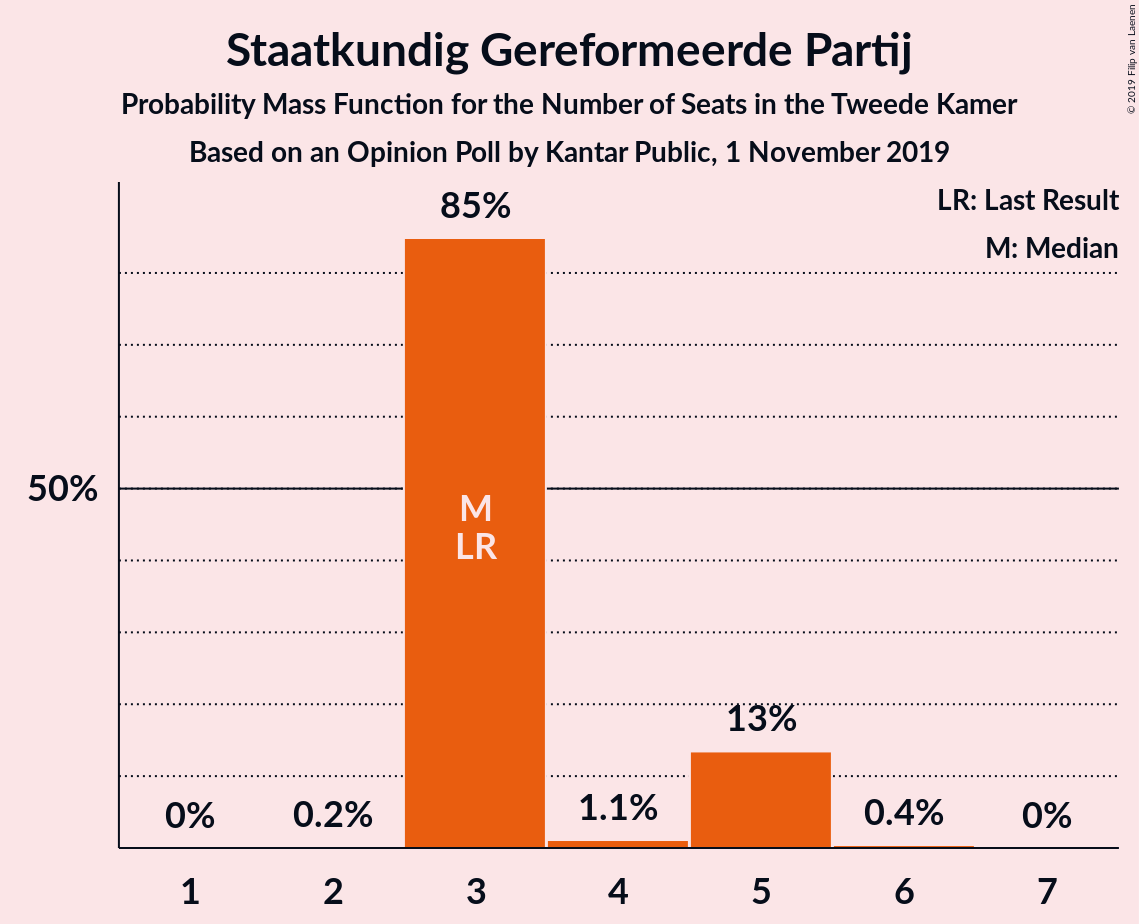 Staatkundig Gereformeerde Partij
Probability Mass Function for the Number of Seats in the Tweede Kamer
Based on an Opinion Poll by Kantar Public, 1 November 2019
© 2019 Filip van Laenen
LR: Last Result
M: Median
85%
50%
M
LR
13%
0%
0.2%
1.1%
0.4%
0%
1
2
3
4
5
6
7